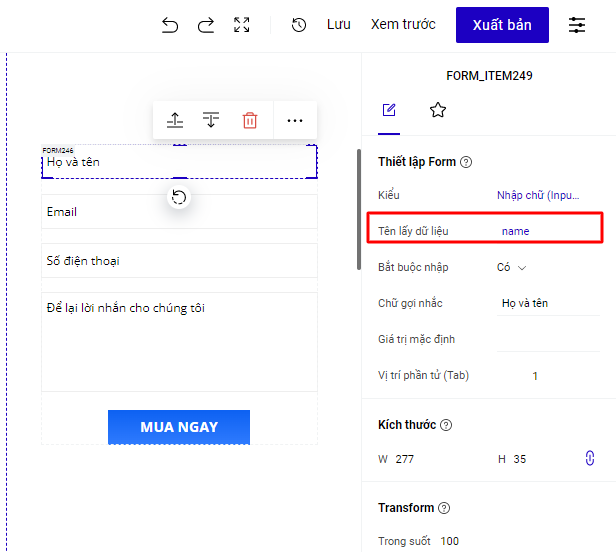 Lưu Xem trước Xuất bản
FORM_ITEM249
FORM246
Họ và tên
Email
Số điện thoại
Để lại lời nhắn cho chúng tôi
MUA NGAY
Thiết lập Form ?
Kiểu Nhập chữ (Inpu...
Tên lấy dữ liệu name
Bắt buộc nhập Có
Chữ gợi nhắc Họ và tên
Giá trị mặc định
Vị trí phần tử (Tab) 1
Kích thước ?
W 277 H 35
Transform ?
Trong suốt 100